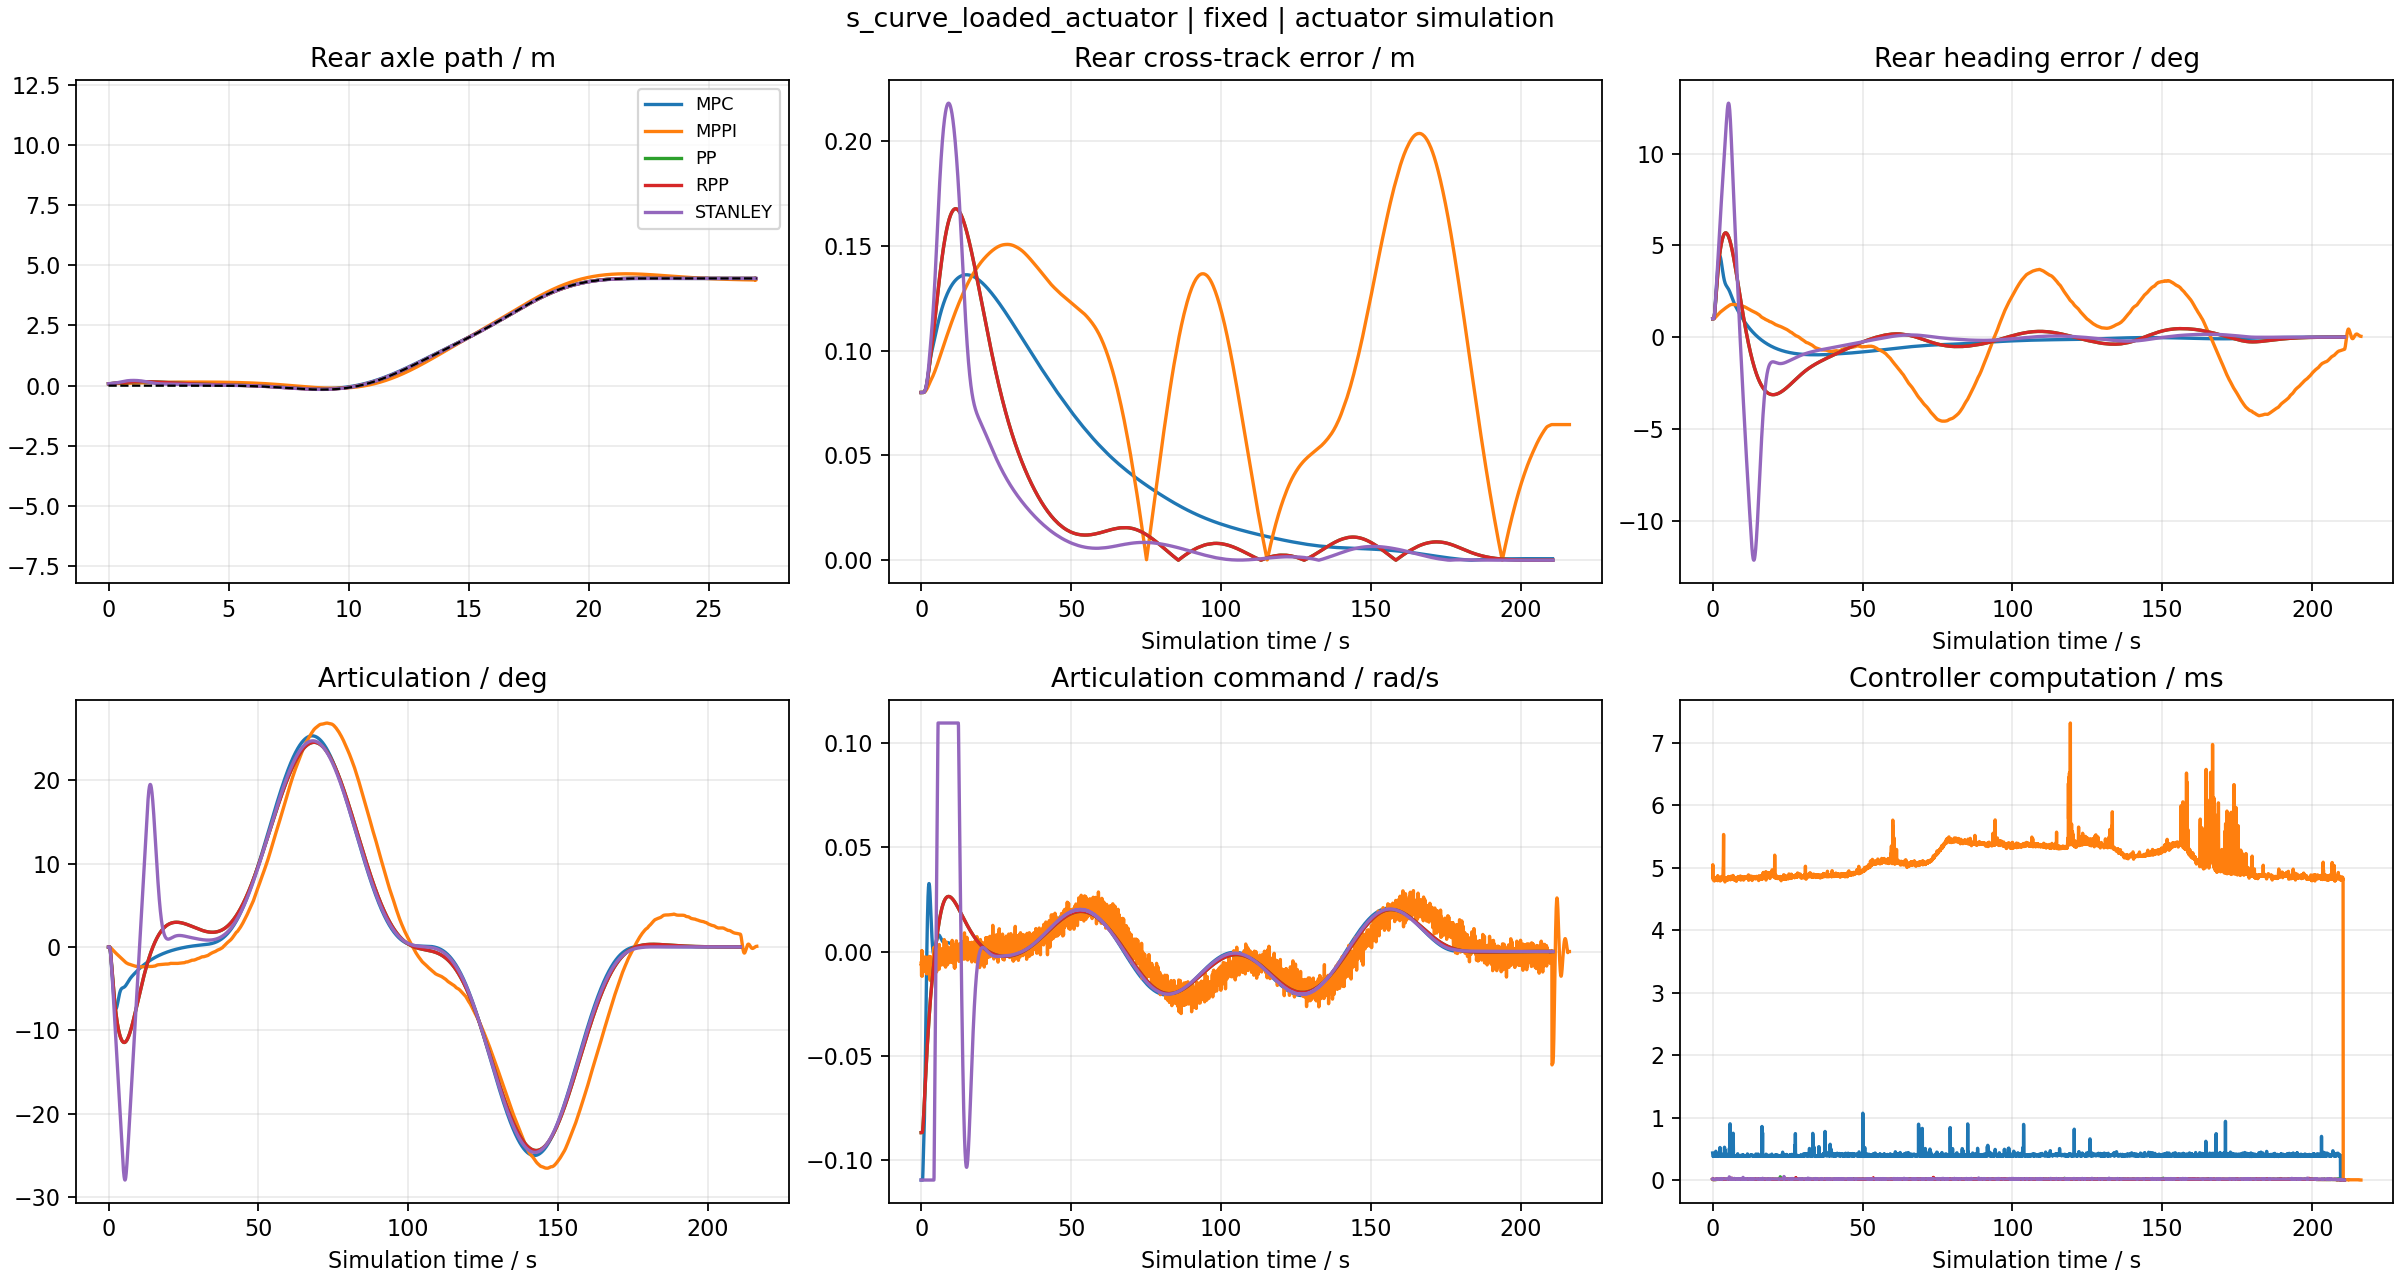 s_curve_loaded_actuator | fixed | actuator simulation
Rear axle path / m
12.5
10.0
7.5
5.0
2.5
0.0
−2.5
−5.0
−7.5
0 5 10 15 20 25
MPC
MPPI
PP
RPP
STANLEY
Rear cross-track error / m
0.20
0.15
0.10
0.05
0.00
0 50 100 150 200
Simulation time / s
Rear heading error / deg
10
5
0
−5
−10
0 50 100 150 200
Simulation time / s
Articulation / deg
20
10
0
−10
−20
−30
0 50 100 150 200
Simulation time / s
Articulation command / rad/s
0.10
0.05
0.00
−0.05
−0.10
0 50 100 150 200
Simulation time / s
Controller computation / ms
7
6
5
4
3
2
1
0
0 50 100 150 200
Simulation time / s